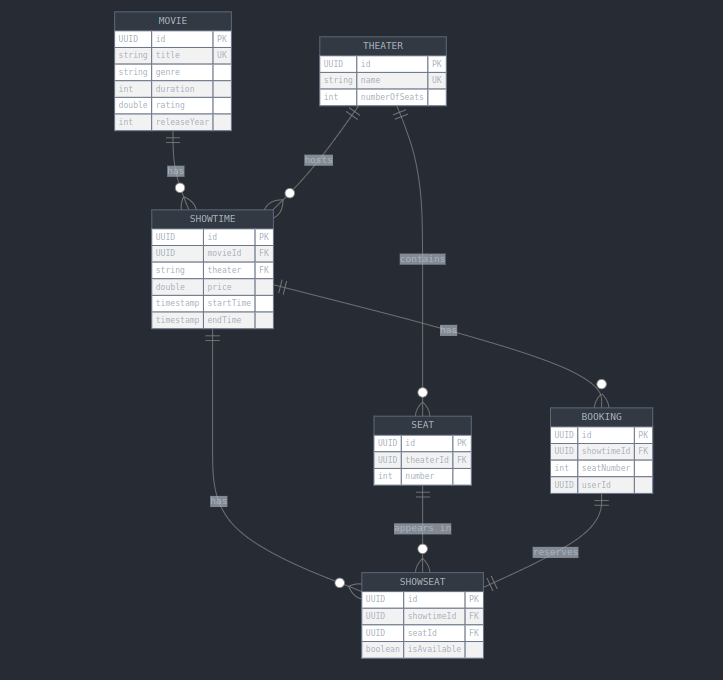 MOVIE
UUID id PK
string title UK
string genre
int duration
double rating
int releaseYear
THEATER
UUID id PK
string name UK
int numberOfSeats
hosts
has
SHOWTIME
UUID id PK
UUID movieId FK
string theater FK
double price
timestamp startTime
timestamp endTime
contains
has
SEAT
UUID id PK
UUID theaterId FK
int number
BOOKING
UUID id PK
UUID showtimeId FK
int seatNumber
UUID userId
has
appears in
reserves
SHOWSEAT
UUID id PK
UUID showtimeId FK
UUID seatId FK
boolean isAvailable